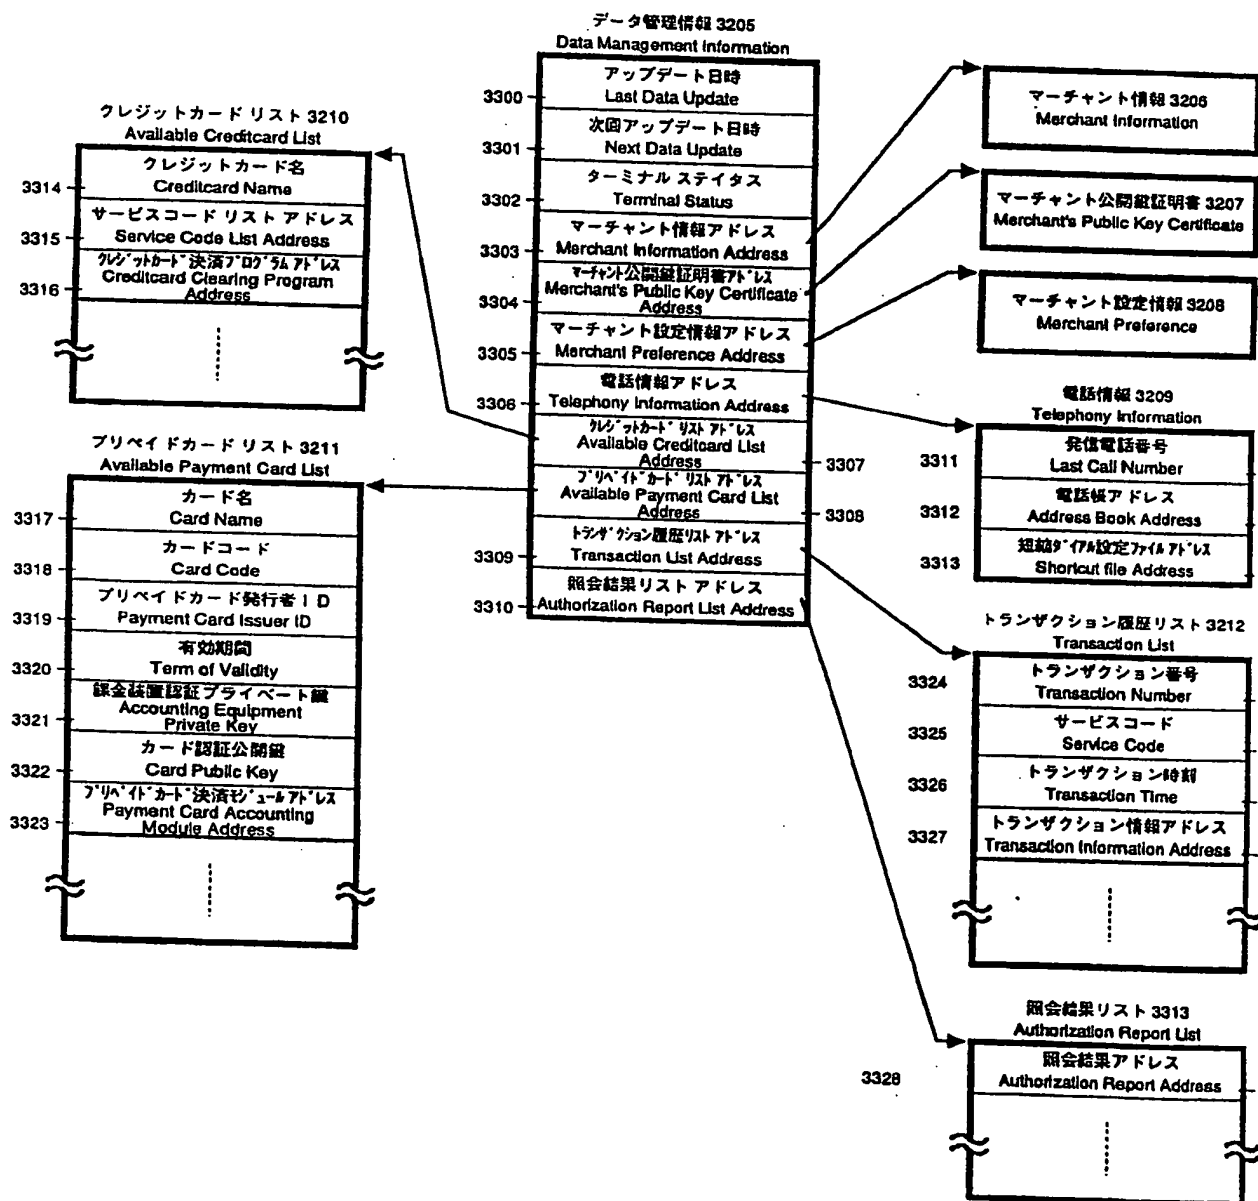 データ管理情報 3205
Data Management Information
アップデート日時
Last Data Update
3300
次回アップデート日時
Next Data Update
3301
ターミナル ステイタス
Terminal Status
3302
マーチャント情報アドレス
Merchant Information Address
3303
マーチャント公開鍵証明書アドレス
Merchant's Public Key Certificate
Address
3304
マーチャント設定情報アドレス
Merchant Preference Address
3305
電話情報アドレス
Telephony Information Address
3306
クレジットカード リスト アドレス
Available Creditcard List
Address
3307
プリペイドカード リスト アドレス
Available Payment Card List
Address
3308
トランザクション履歴リスト アドレス
Transaction List Address
3309
照会結果リスト アドレス
Authorization Report List Address
3310
クレジットカード リスト 3210
Available Creditcard List
クレジットカード名
Creditcard Name
3314
サービスコード リスト アドレス
Service Code List Address
3315
クレジットカード決済プログラム アドレス
Creditcard Clearing Program
Address
3316
プリペイドカード リスト 3211
Available Payment Card List
カード名
Card Name
3317
カードコード
Card Code
3318
プリペイドカード発行者ID
Payment Card Issuer ID
3319
有効期間
Term of Validity
3320
課金装置認証プライベート鍵
Accounting Equipment
Private Key
3321
カード認証公開鍵
Card Public Key
3322
プリペイドカード決済モジュールアドレス
Payment Card Accounting
Module Address
3323
マーチャント情報 3206
Merchant Information
マーチャント公開鍵証明書 3207
Merchant's Public Key Certificate
マーチャント設定情報 3208
Merchant Preference
電話情報 3209
Telephony Information
発信電話番号
Last Call Number
3311
電話帳アドレス
Address Book Address
3312
短縮ダイアル設定ファイル アドレス
Shortcut file Address
3313
トランザクション履歴リスト 3212
Transaction List
トランザクション番号
Transaction Number
3324
サービスコード
Service Code
3325
トランザクション時刻
Transaction Time
3326
トランザクション情報アドレス
Transaction Information Address
3327
照会結果リスト 3313
Authorization Report List
照会結果アドレス
Authorization Report Address
3328